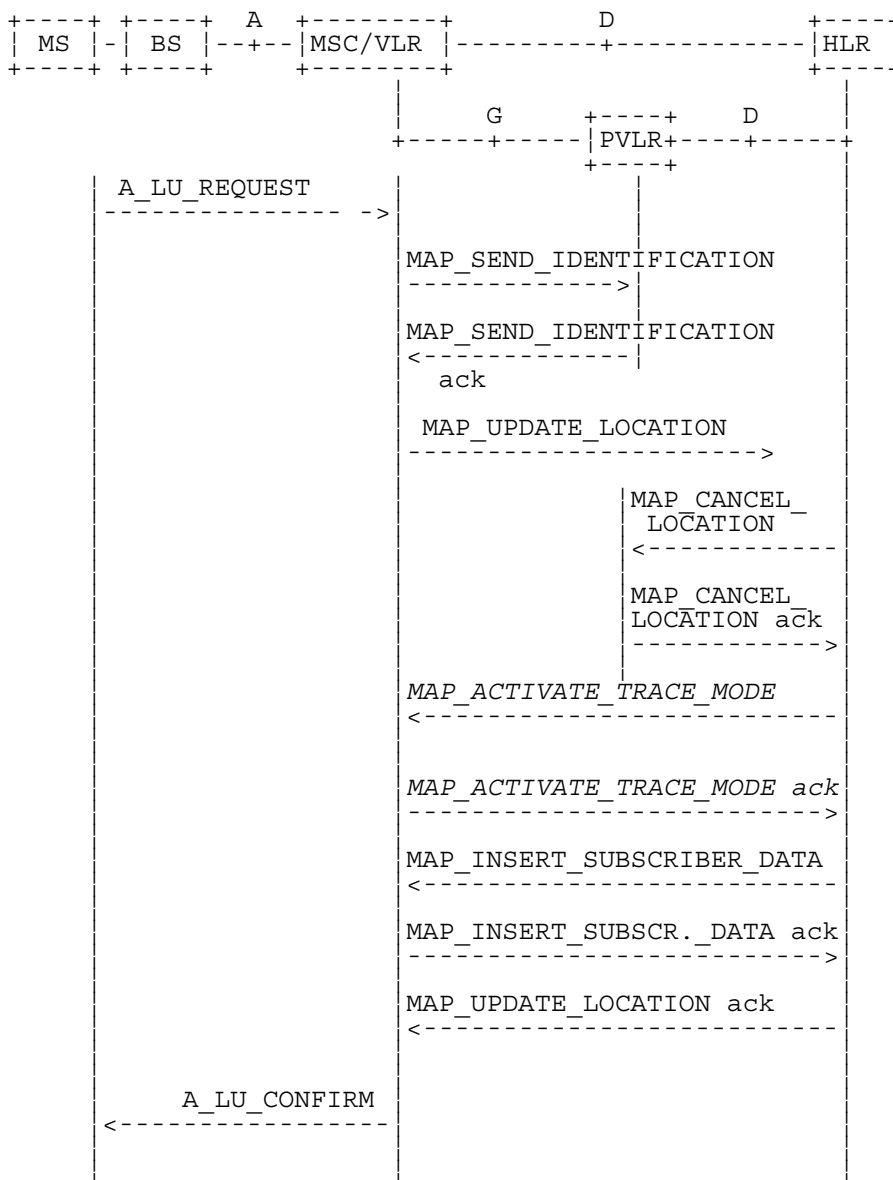 A D
MS BS MSC/VLR HLR
G D
PVLR
A_LU_REQUEST
MAP_SEND_IDENTIFICATION
MAP_SEND_IDENTIFICATION
ack
MAP_UPDATE_LOCATION
MAP_CANCEL_
LOCATION
MAP_CANCEL_
LOCATION ack
MAP_ACTIVATE_TRACE_MODE
MAP_ACTIVATE_TRACE_MODE ack
MAP_INSERT_SUBSCRIBER_DATA
MAP_INSERT_SUBSCR._DATA ack
MAP_UPDATE_LOCATION ack
A_LU_CONFIRM